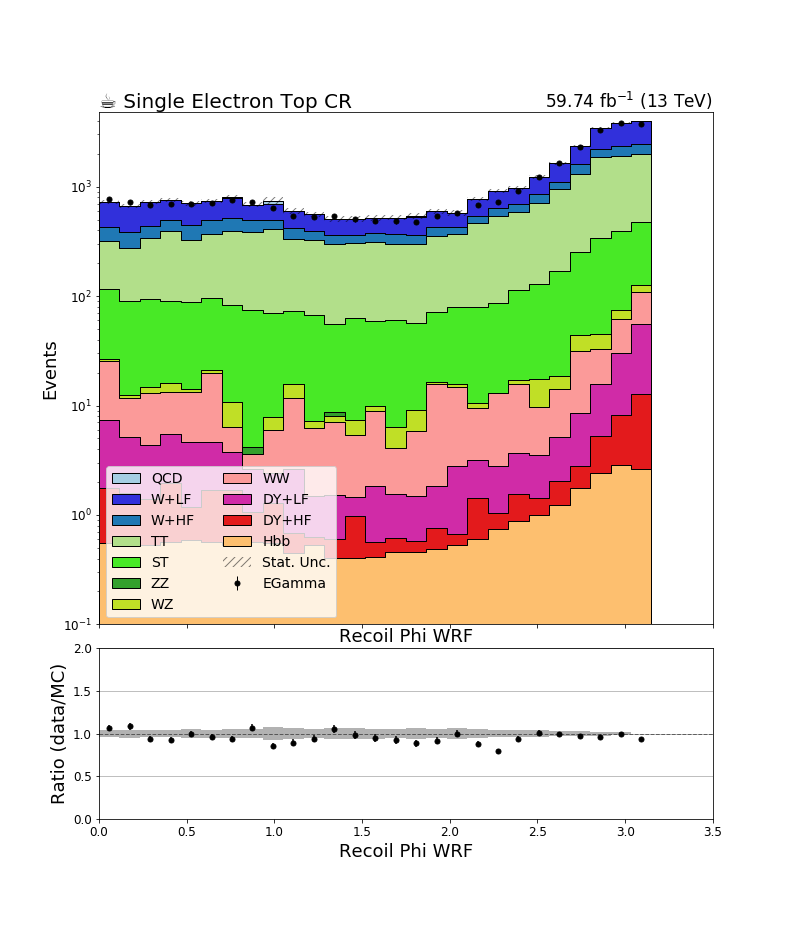 ☕ Single Electron Top CR
59.74 fb⁻¹ (13 TeV)
Events
10³
10²
10¹
10⁰
10⁻¹
QCD
W+LF
W+HF
TT
ST
ZZ
WZ
WW
DY+LF
DY+HF
Hbb
Stat. Unc.
EGamma
Recoil Phi WRF
Ratio (data/MC)
2.0
1.5
1.0
0.5
0.0
0.0 0.5 1.0 1.5 2.0 2.5 3.0 3.5
Recoil Phi WRF